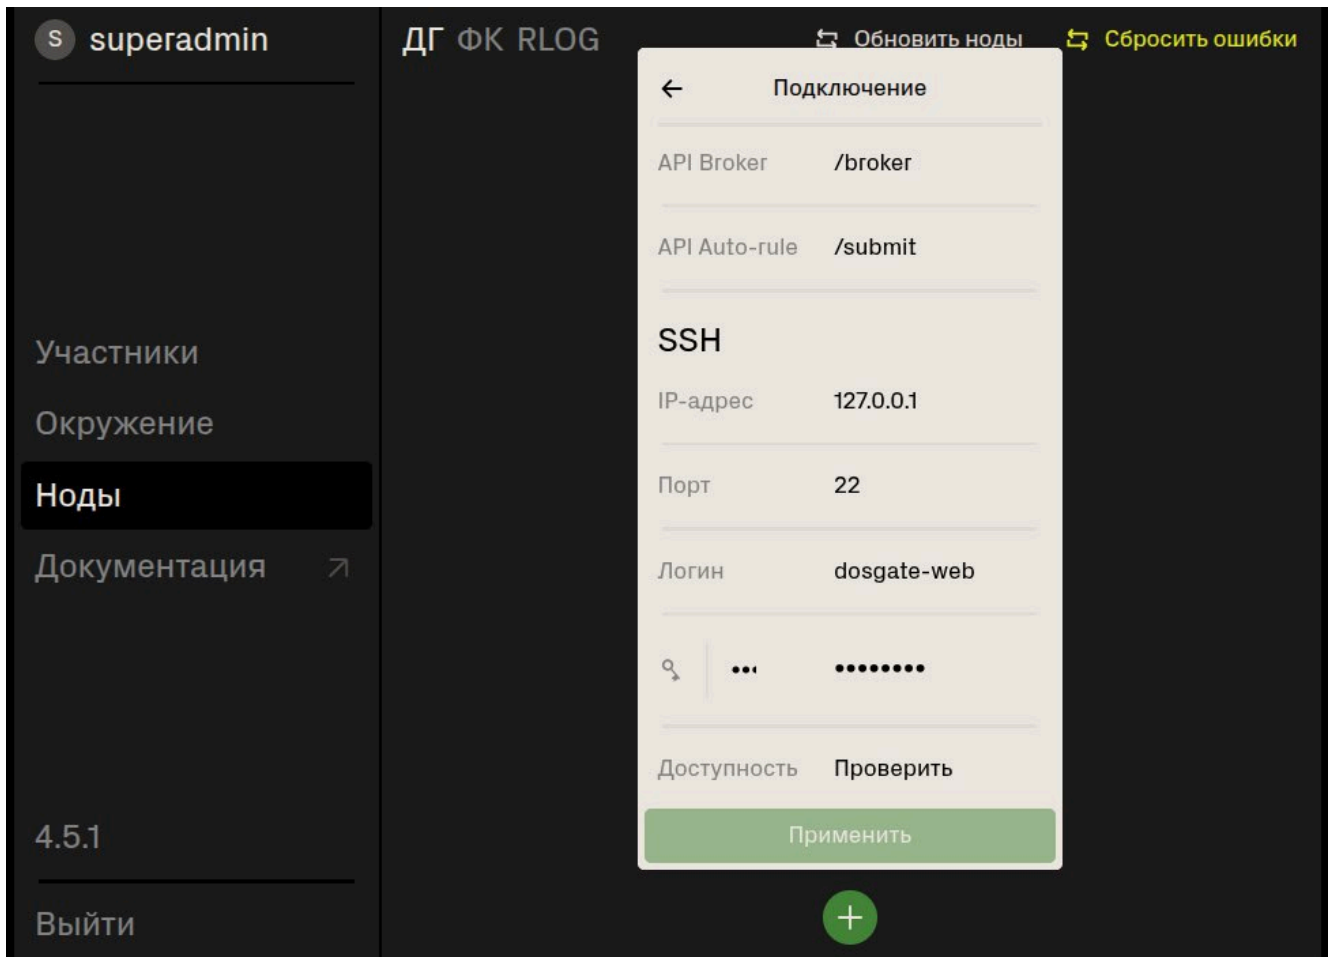 S superadmin
ДГ ФК RLOG
Обновить ноды
Сбросить ошибки
Подключение
API Broker /broker
API Auto-rule /submit
SSH
IP-адрес 127.0.0.1
Порт 22
Логин dosgate-web
••• ••••••••
Доступность Проверить
Применить
Участники
Окружение
Ноды
Документация
4.5.1
Выйти